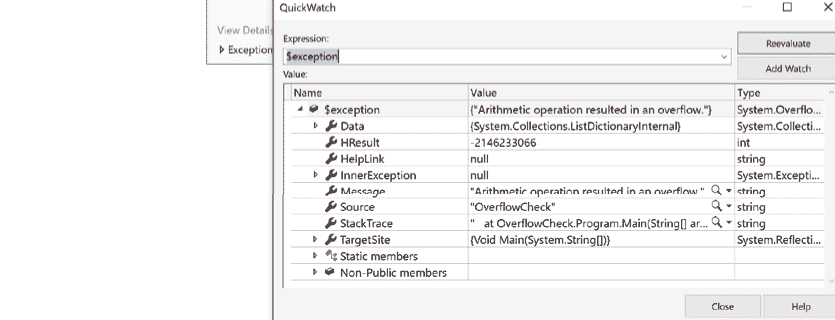 QuickWatch
View Details
Exception
Expression:
$exception
Reevaluate
Add Watch
Value:
Name Value Type
$exception {"Arithmetic operation resulted in an overflow."} System.Overflo...
Data {System.Collections.ListDictionaryInternal} System.Collecti...
HResult -2146233066 int
HelpLink null string
InnerException null System.Excepti...
Message "Arithmetic operation resulted in an overflow." string
Source "OverflowCheck" string
StackTrace "   at OverflowCheck.Program.Main(String[] ar... string
TargetSite {Void Main(System.String[])} System.Reflecti...
Static members
Non-Public members
Close Help